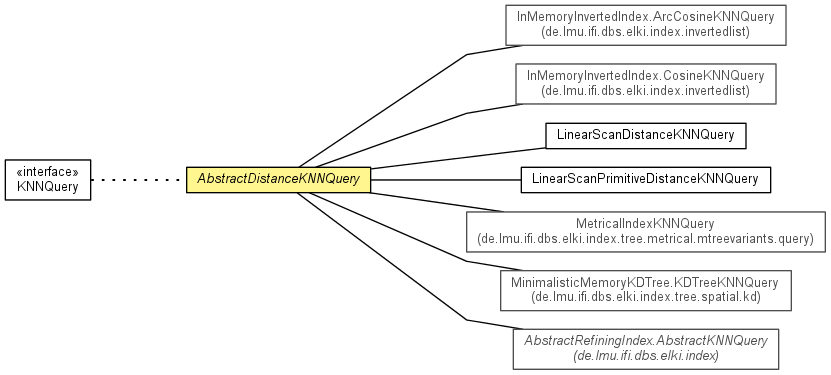 «interface»
KNNQuery
AbstractDistanceKNNQuery
InMemoryInvertedIndex.ArcCosineKNNQuery
(de.lmu.ifi.dbs.elki.index.invertedlist)
InMemoryInvertedIndex.CosineKNNQuery
(de.lmu.ifi.dbs.elki.index.invertedlist)
LinearScanDistanceKNNQuery
LinearScanPrimitiveDistanceKNNQuery
MetricalIndexKNNQuery
(de.lmu.ifi.dbs.elki.index.tree.metrical.mtreevariants.query)
MinimalisticMemoryKDTree.KDTreeKNNQuery
(de.lmu.ifi.dbs.elki.index.tree.spatial.kd)
AbstractRefiningIndex.AbstractKNNQuery
(de.lmu.ifi.dbs.elki.index)